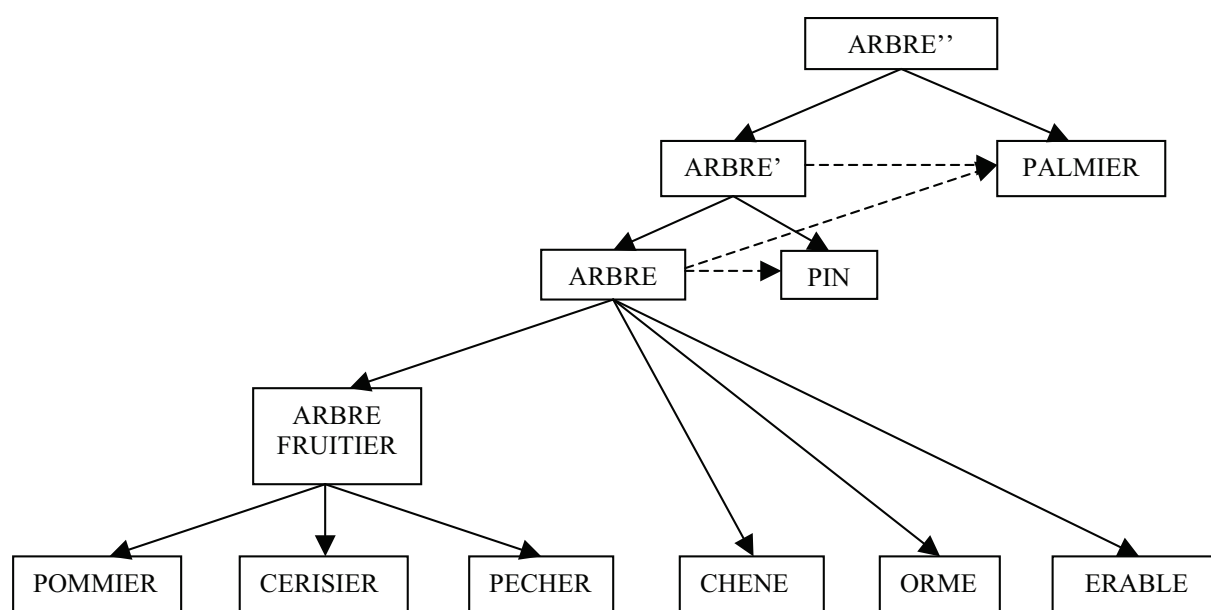 ARBRE’’
ARBRE’
PALMIER
ARBRE
PIN
ARBRE
FRUITIER
POMMIER
CERISIER
PECHER
CHENE
ORME
ERABLE